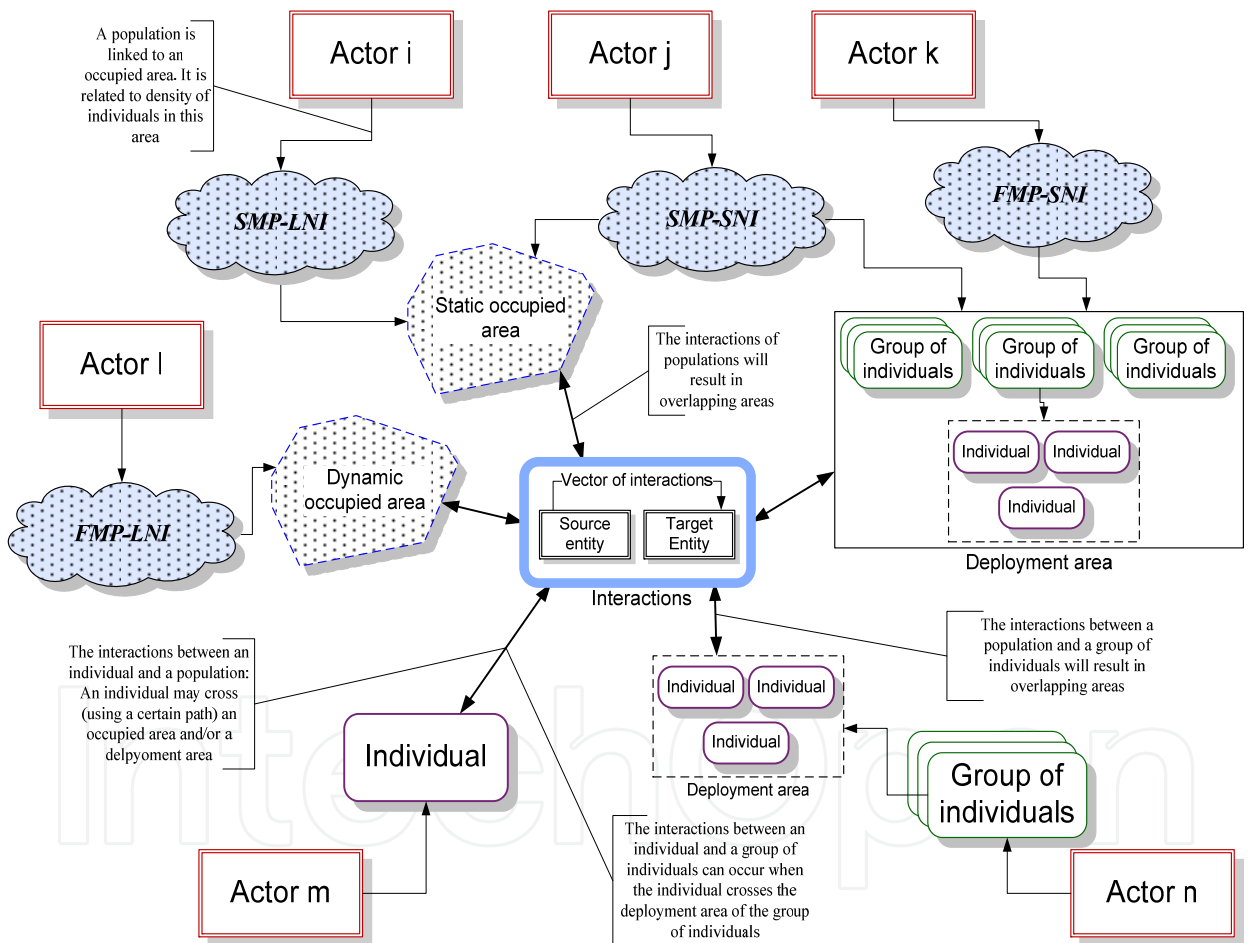 A population is
linked to an
occupied area. It is
related to density of
individuals in this
area
Actor i
Actor j
Actor k
SMP-LNI
SMP-SNI
FMP-SNI
Static occupied
area
Actor l
The interactions of
populations will
result in
overlapping areas
Group of
individuals
Group of
individuals
Group of
individuals
Individual
Individual
Individual
Deployment area
Dynamic
occupied area
FMP-LNI
Vector of interactions
Source
entity
Target
Entity
Interactions
The interactions between an
individual and a population:
An individual may cross
(using a certain path) an
occupied area and/or a
delpyoment area
The interactions between a
population and a group of
individuals will result in
overlapping areas
Individual
Individual
Individual
Individual
Deployment area
Group of
individuals
The interactions between an
individual and a group of
individuals can occur when
the individual crosses the
deployment area of the group
of individuals
Actor m
Actor n
IntechOpen